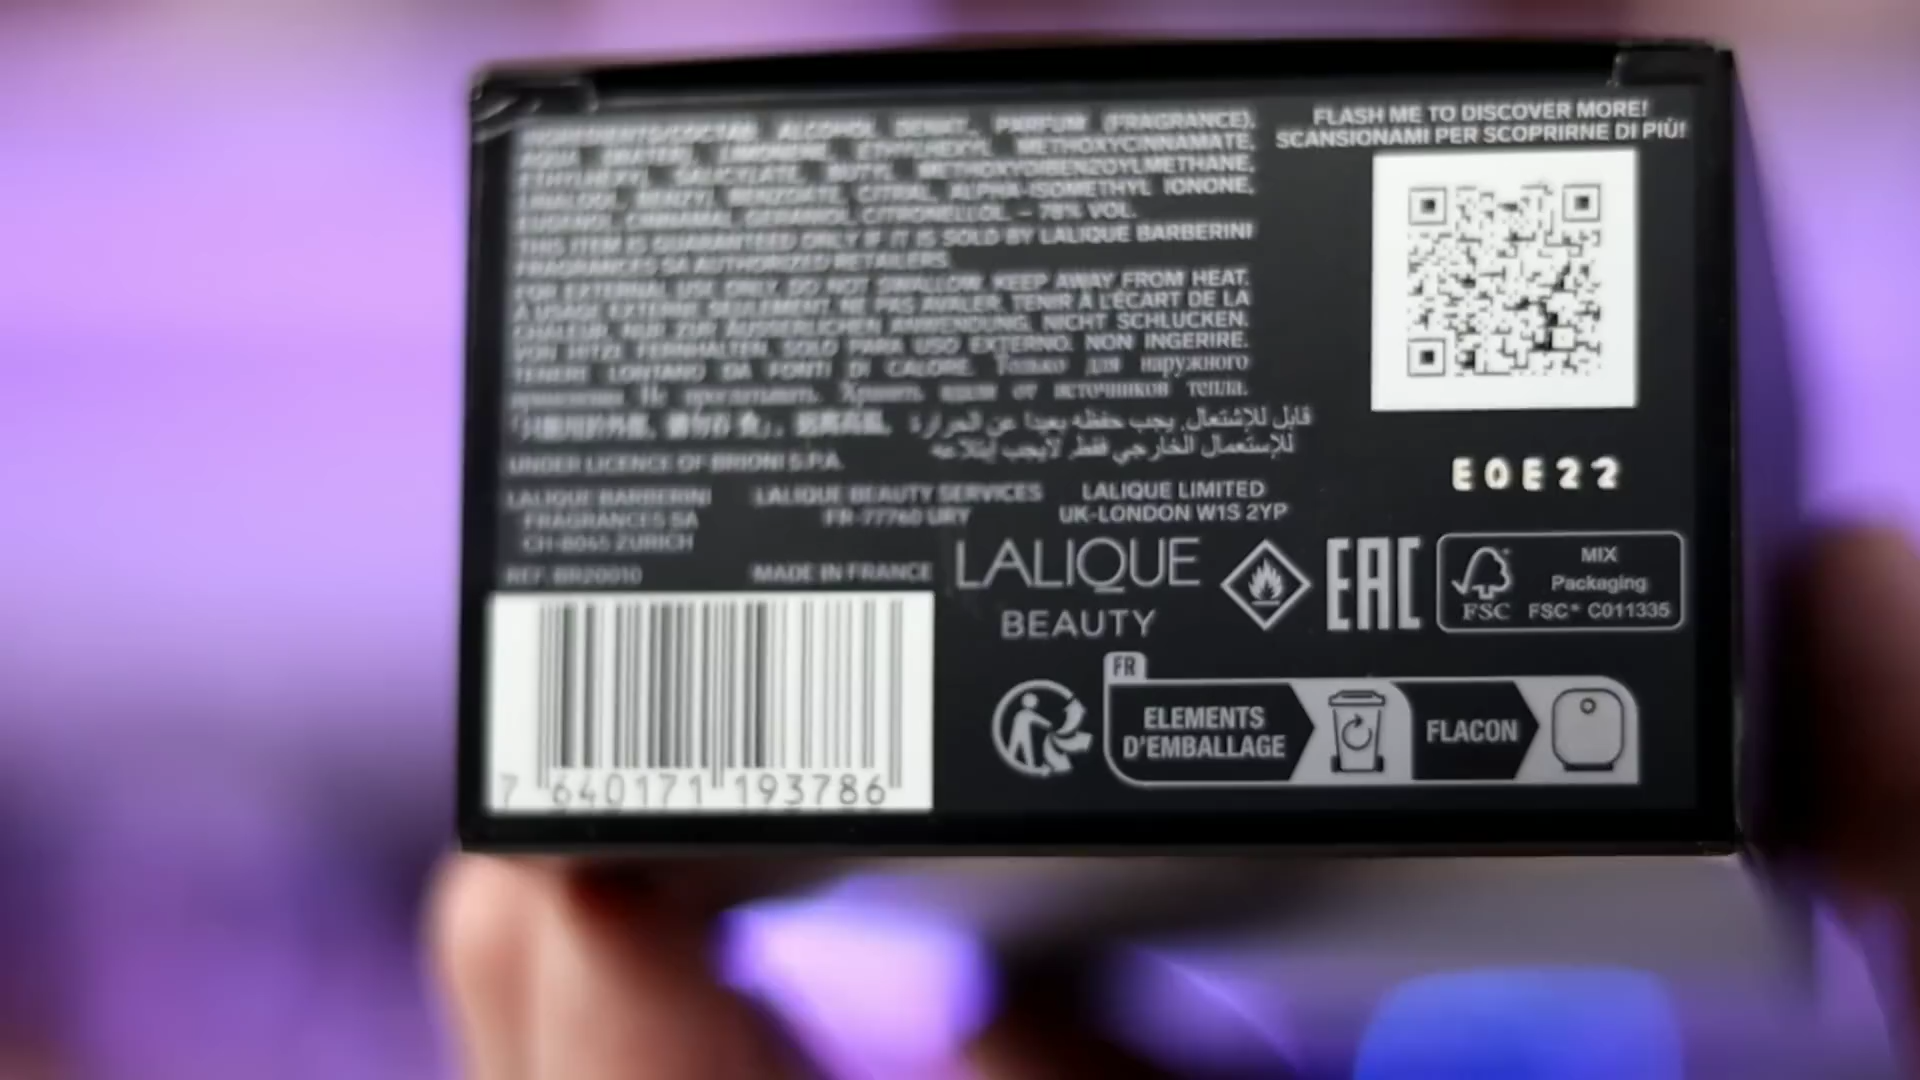 INGREDIENTS/СОСТАВ: ALCOHOL DENAT., PARFUM (FRAGRANCE),
AQUA (WATER), LIMONENE, ETHYLHEXYL METHOXYCINNAMATE,
ETHYLHEXYL SALICYLATE, BUTYL METHOXYDIBENZOYLMETHANE,
LINALOOL, BENZYL BENZOATE, CITRAL, ALPHA-ISOMETHYL IONONE,
EUGENOL, CINNAMAL, GERANIOL, CITRONELLOL. – 78% VOL.
THIS ITEM IS GUARANTEED ONLY IF IT IS SOLD BY LALIQUE BARBERINI
FRAGRANCES SA AUTHORIZED RETAILERS.
FOR EXTERNAL USE ONLY. DO NOT SWALLOW. KEEP AWAY FROM HEAT.
À USAGE EXTERNE SEULEMENT. NE PAS AVALER. TENIR À L'ÉCART DE LA
CHALEUR. NUR ZUR ÄUSSERLICHEN ANWENDUNG. NICHT SCHLUCKEN.
VON HITZE FERNHALTEN. SOLO PARA USO EXTERNO. NON INGERIRE.
TENERE LONTANO DA FONTI DI CALORE. Только для наружного
применения. Не проглатывать. Хранить вдали от источников тепла.
قابل للإشتعال, يجب حفظه بعيدا عن الحرارة؛
للإستعمال الخارجي فقط, لايجب إبتلاعه
UNDER LICENCE OF BRIONI S.P.A.
LALIQUE BARBERINI
FRAGRANCES SA
CH-8045 ZURICH
LALIQUE BEAUTY SERVICES
FR-77760 URY
LALIQUE LIMITED
UK-LONDON W1S 2YP
REF: BR20010
MADE IN FRANCE
7 640171 193786
LALIQUE
BEAUTY
FLASH ME TO DISCOVER MORE!
SCANSIONAMI PER SCOPRIRNE DI PIÙ!
E0E22
EAC
FSC
MIX
Packaging
FSC® C011335
FR
ELEMENTS
D'EMBALLAGE
FLACON